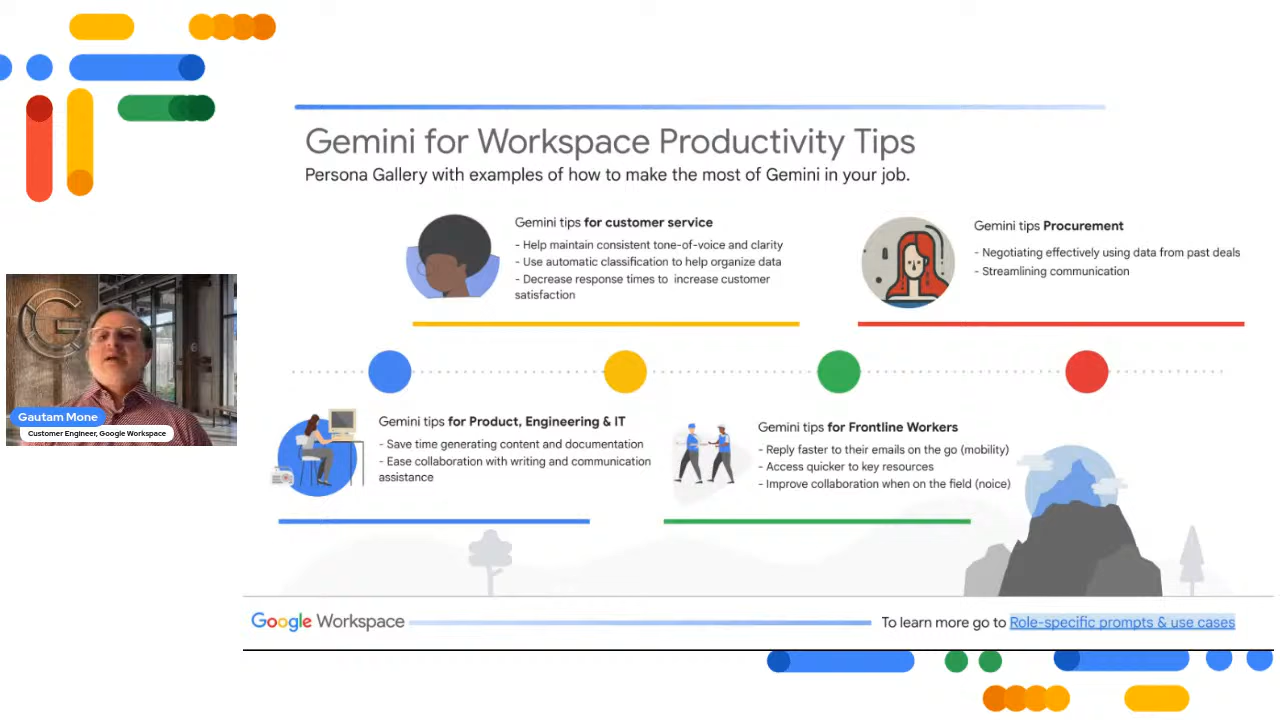 Gemini for Workspace Productivity Tips
Persona Gallery with examples of how to make the most of Gemini in your job.
Gemini tips for customer service
- Help maintain consistent tone-of-voice and clarity
- Use automatic classification to help organize data
- Decrease response times to increase customer
satisfaction
Gemini tips Procurement
- Negotiating effectively using data from past deals
- Streamlining communication
Gautam Mone
Customer Engineer, Google Workspace
Gemini tips for Product, Engineering & IT
- Save time generating content and documentation
- Ease collaboration with writing and communication
assistance
Gemini tips for Frontline Workers
- Reply faster to their emails on the go (mobility)
- Access quicker to key resources
- Improve collaboration when on the field (noice)
Google Workspace
To learn more go to Role-specific prompts & use cases